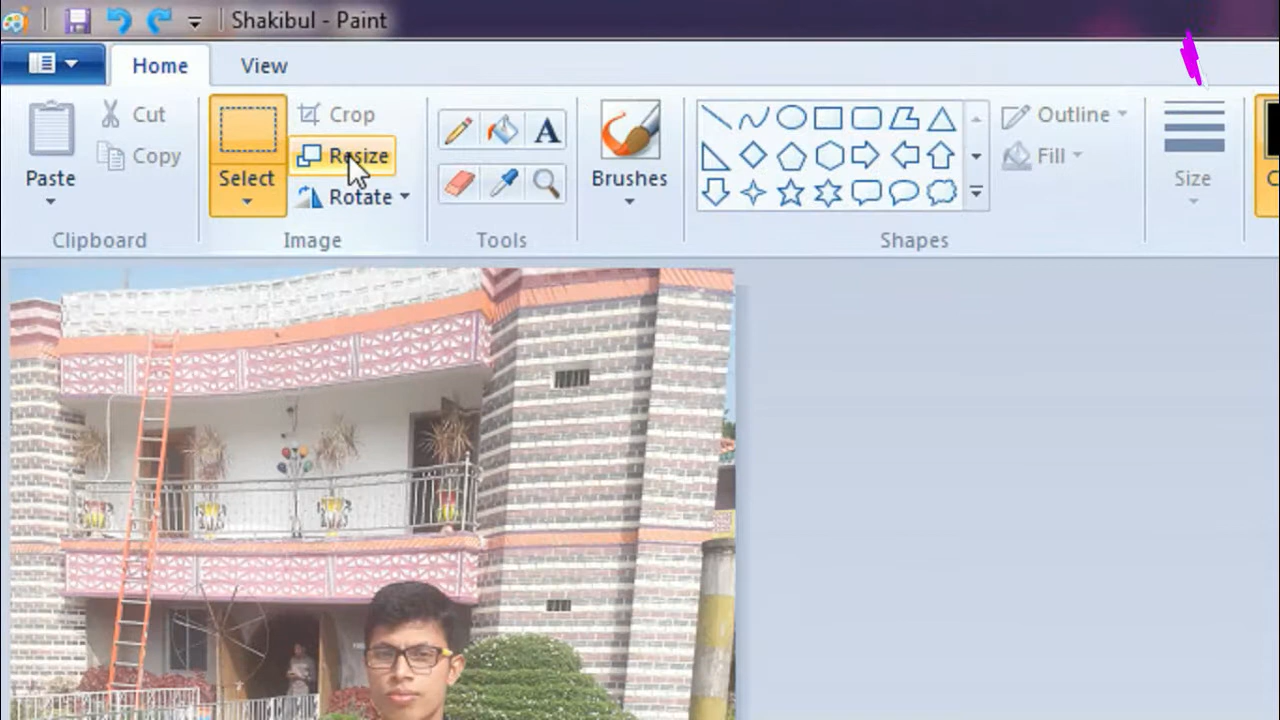 Shakibul - Paint
Home View
Paste
Cut
Copy
Select
Crop
Resize
Rotate
Brushes
Outline
Fill
Size
Clipboard Image Tools Shapes